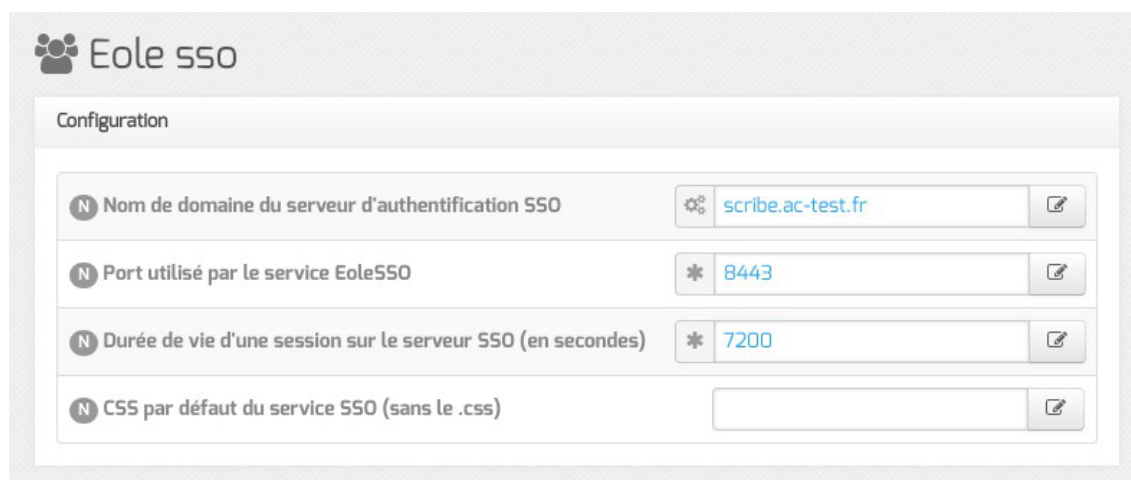 Eole sso
Configuration
N Nom de domaine du serveur d'authentification SSO scribe.ac-test.fr
N Port utilisé par le service EoleSSO * 8443
N Durée de vie d'une session sur le serveur SSO (en secondes) * 7200
N CSS par défaut du service SSO (sans le .css)